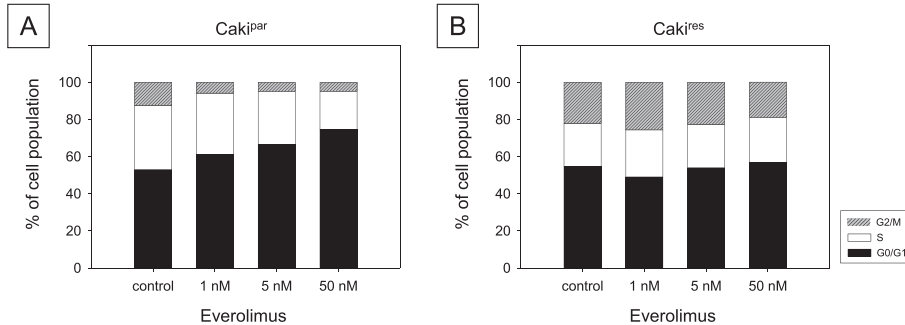 A
Cakipar
% of cell population
100
80
60
40
20
0
control 1 nM 5 nM 50 nM
Everolimus
B
Cakires
% of cell population
100
80
60
40
20
0
control 1 nM 5 nM 50 nM
Everolimus
G2/M
S
G0/G1